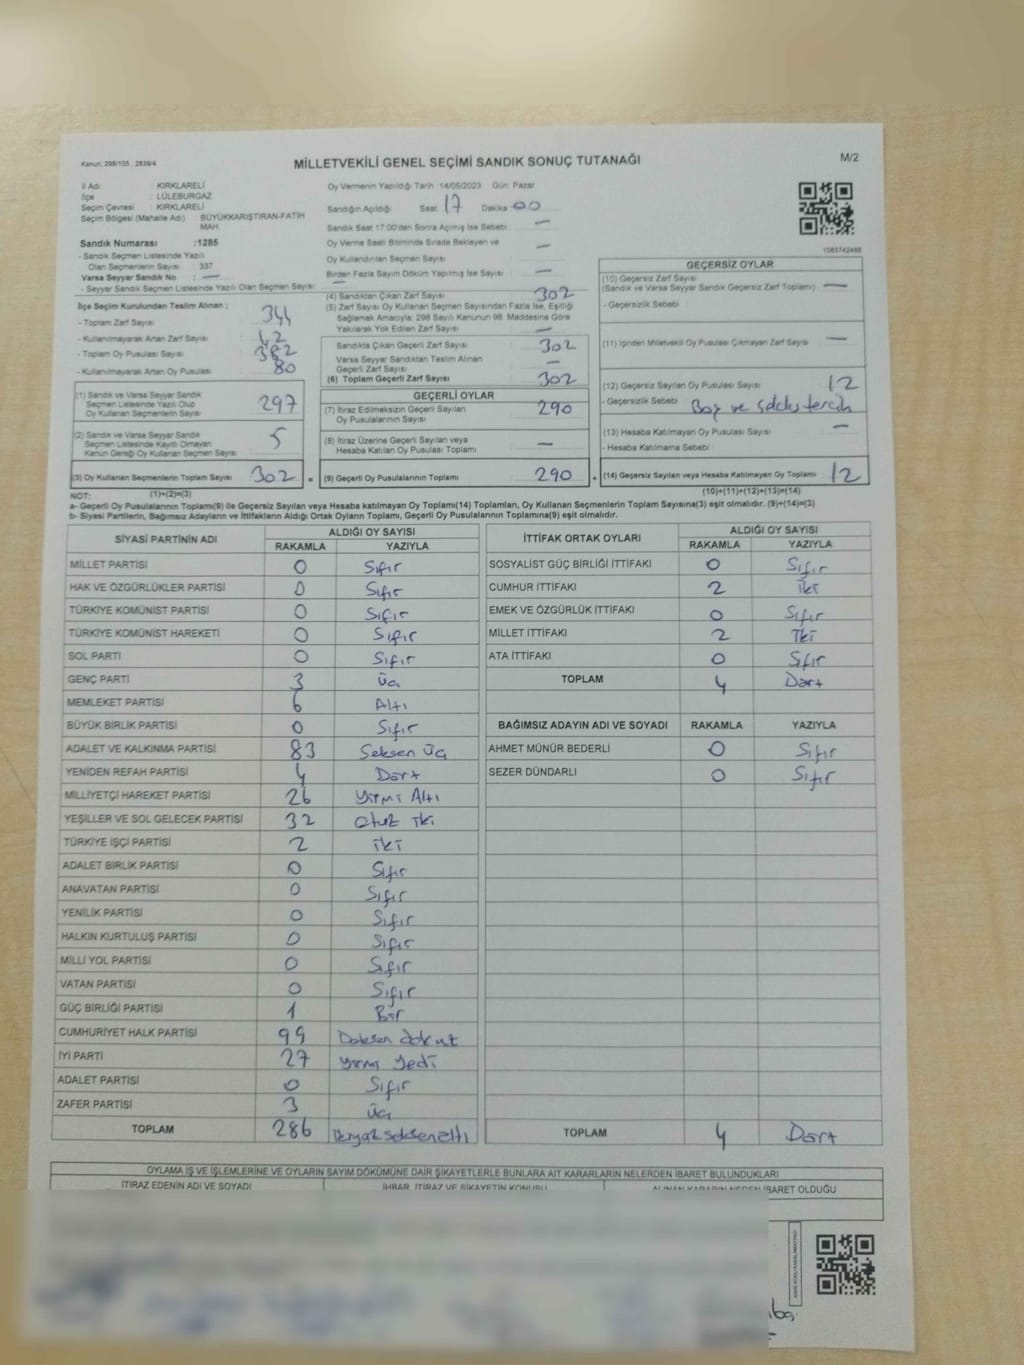 Kanun: 298/105 , 2839/4
MİLLETVEKİLİ GENEL SEÇİMİ SANDIK SONUÇ TUTANAĞI
M/2
İl Adı : KIRKLARELİ
İlçe : LÜLEBURGAZ
Seçim Çevresi : KIRKLARELİ
Seçim Bölgesi (Mahalle Adı) : BÜYÜKKARIŞTIRAN-FATİH MAH.
Sandık Numarası :1285
- Sandık Seçmen Listesinde Yazılı
Olan Seçmenlerin Sayısı : 337
Varsa Seyyar Sandık No : —
- Seyyar Sandık Seçmen Listesinde Yazılı Olan Seçmen Sayısı: —
Oy Vermenin Yapıldığı Tarih :14/05/2023 Gün: Pazar
Sandığın Açıldığı Saat: 17 Dakika: 00
Sandık Saat 17:00'den Sonra Açılmış İse Sebebi : —
Oy Verme Saati Bitiminde Sırada Bekleyen ve
Oy Kullandırılan Seçmen Sayısı : —
Birden Fazla Sayım Döküm Yapılmış İse Sayısı : —
1083742488
İlçe Seçim Kurulundan Teslim Alınan ;
- Toplam Zarf Sayısı : 344
- Kullanılmayarak Artan Zarf Sayısı : 42
- Toplam Oy Pusulası Sayısı : 382
- Kullanılmayarak Artan Oy Pusulası : 80
(1) Sandık ve Varsa Seyyar Sandık
Seçmen Listesinde Yazılı Olup
Oy Kullanan Seçmenlerin Sayısı : 297
(2) Sandık ve Varsa Seyyar Sandık
Seçmen Listesinde Kayıtlı Olmayan
Kanun Gereği Oy Kullanan Seçmen Sayısı : 5
(3) Oy Kullanan Seçmenlerin Toplam Sayısı : 302 =
(4) Sandıktan Çıkan Zarf Sayısı : 302
(5) Zarf Sayısı Oy Kullanan Seçmen Sayısından Fazla İse, Eşitliği
Sağlamak Amacıyla; 298 Sayılı Kanunun 98. Maddesine Göre
Yakılarak Yok Edilen Zarf Sayısı : —
Sandıkta Çıkan Geçerli Zarf Sayısı : 302
Varsa Seyyar Sandıktan Teslim Alınan
Geçerli Zarf Sayısı : —
(6) Toplam Geçerli Zarf Sayısı : 302
GEÇERLİ OYLAR
(7) İtiraz Edilmeksizin Geçerli Sayılan
Oy Pusulalarının Sayısı : 290
(8) İtiraz Üzerine Geçerli Sayılan veya
Hesaba Katılan Oy Pusulaları Toplamı : —
(9) Geçerli Oy Pusulalarının Toplamı : 290 +
GEÇERSİZ OYLAR
(10) Geçersiz Zarf Sayısı
(Sandık ve Varsa Seyyar Sandık Geçersiz Zarf Toplamı) : —
- Geçersizlik Sebebi :
(11) İçinden Milletvekili Oy Pusulası Çıkmayan Zarf Sayısı : —
(12) Geçersiz Sayılan Oy Pusulası Sayısı : 12
- Geçersizlik Sebebi : Boş ve tercih
(13) Hesaba Katılmayan Oy Pusulası Sayısı : —
- Hesaba Katılmama Sebebi :
(14) Geçersiz Sayılan veya Hesaba Katılmayan Oy Toplamı : 12
NOT: (1)+(2)=(3) (10)+(11)+(12)+(13)=(14)
a- Geçerli Oy Pusulalarının Toplamı(9) ile Geçersiz Sayılan veya Hesaba katılmayan Oy Toplamı(14) Toplamları, Oy Kullanan Seçmenlerin Toplam Sayısına(3) eşit olmalıdır. (9)+(14)=(3)
b- Siyasi Partilerin, Bağımsız Adayların ve İttifakların Aldığı Ortak Oyların Toplamı, Geçerli Oy Pusulalarının Toplamına(9) eşit olmalıdır.
SİYASİ PARTİNİN ADI ALDIĞI OY SAYISI
RAKAMLA YAZIYLA
MİLLET PARTİSİ 0 Sıfır
HAK VE ÖZGÜRLÜKLER PARTİSİ 0 Sıfır
TÜRKİYE KOMÜNİST PARTİSİ 0 Sıfır
TÜRKİYE KOMÜNİST HAREKETİ 0 Sıfır
SOL PARTİ 0 Sıfır
GENÇ PARTİ 3 üç
MEMLEKET PARTİSİ 6 Altı
BÜYÜK BİRLİK PARTİSİ 0 Sıfır
ADALET VE KALKINMA PARTİSİ 83 Seksen üç
YENİDEN REFAH PARTİSİ 4 Dört
MİLLİYETÇİ HAREKET PARTİSİ 26 yirmi Altı
YEŞİLLER VE SOL GELECEK PARTİSİ 32 otuz iki
TÜRKİYE İŞÇİ PARTİSİ 2 iki
ADALET BİRLİK PARTİSİ 0 Sıfır
ANAVATAN PARTİSİ 0 Sıfır
YENİLİK PARTİSİ 0 Sıfır
HALKIN KURTULUŞ PARTİSİ 0 Sıfır
MİLLİ YOL PARTİSİ 0 Sıfır
VATAN PARTİSİ 0 Sıfır
GÜÇ BİRLİĞİ PARTİSİ 1 Bir
CUMHURİYET HALK PARTİSİ 99 Doksan dokuz
İYİ PARTİ 27 yirmi yedi
ADALET PARTİSİ 0 Sıfır
ZAFER PARTİSİ 3 üç
TOPLAM 286 ikiyüzseksenaltı
İTTİFAK ORTAK OYLARI ALDIĞI OY SAYISI
RAKAMLA YAZIYLA
SOSYALİST GÜÇ BİRLİĞİ İTTİFAKI 0 Sıfır
CUMHUR İTTİFAKI 2 iki
EMEK VE ÖZGÜRLÜK İTTİFAKI 0 Sıfır
MİLLET İTTİFAKI 2 İki
ATA İTTİFAKI 0 Sıfır
TOPLAM 4 Dört
BAĞIMSIZ ADAYIN ADI VE SOYADI RAKAMLA YAZIYLA
AHMET MÜNÜR BEDERLİ 0 Sıfır
SEZER DÜNDARLI 0 Sıfır
TOPLAM 4 Dört
OYLAMA İŞ VE İŞLEMLERİNE VE OYLARIN SAYIM DÖKÜMÜNE DAİR ŞİKAYETLERLE BUNLARA AİT KARARLARIN NELERDEN İBARET BULUNDUKLARI
İTİRAZ EDENİN ADI VE SOYADI İHBAR, İTİRAZ VE ŞİKAYETİN KONUSU ALINAN KARARIN NEDEN İBARET OLDUĞU